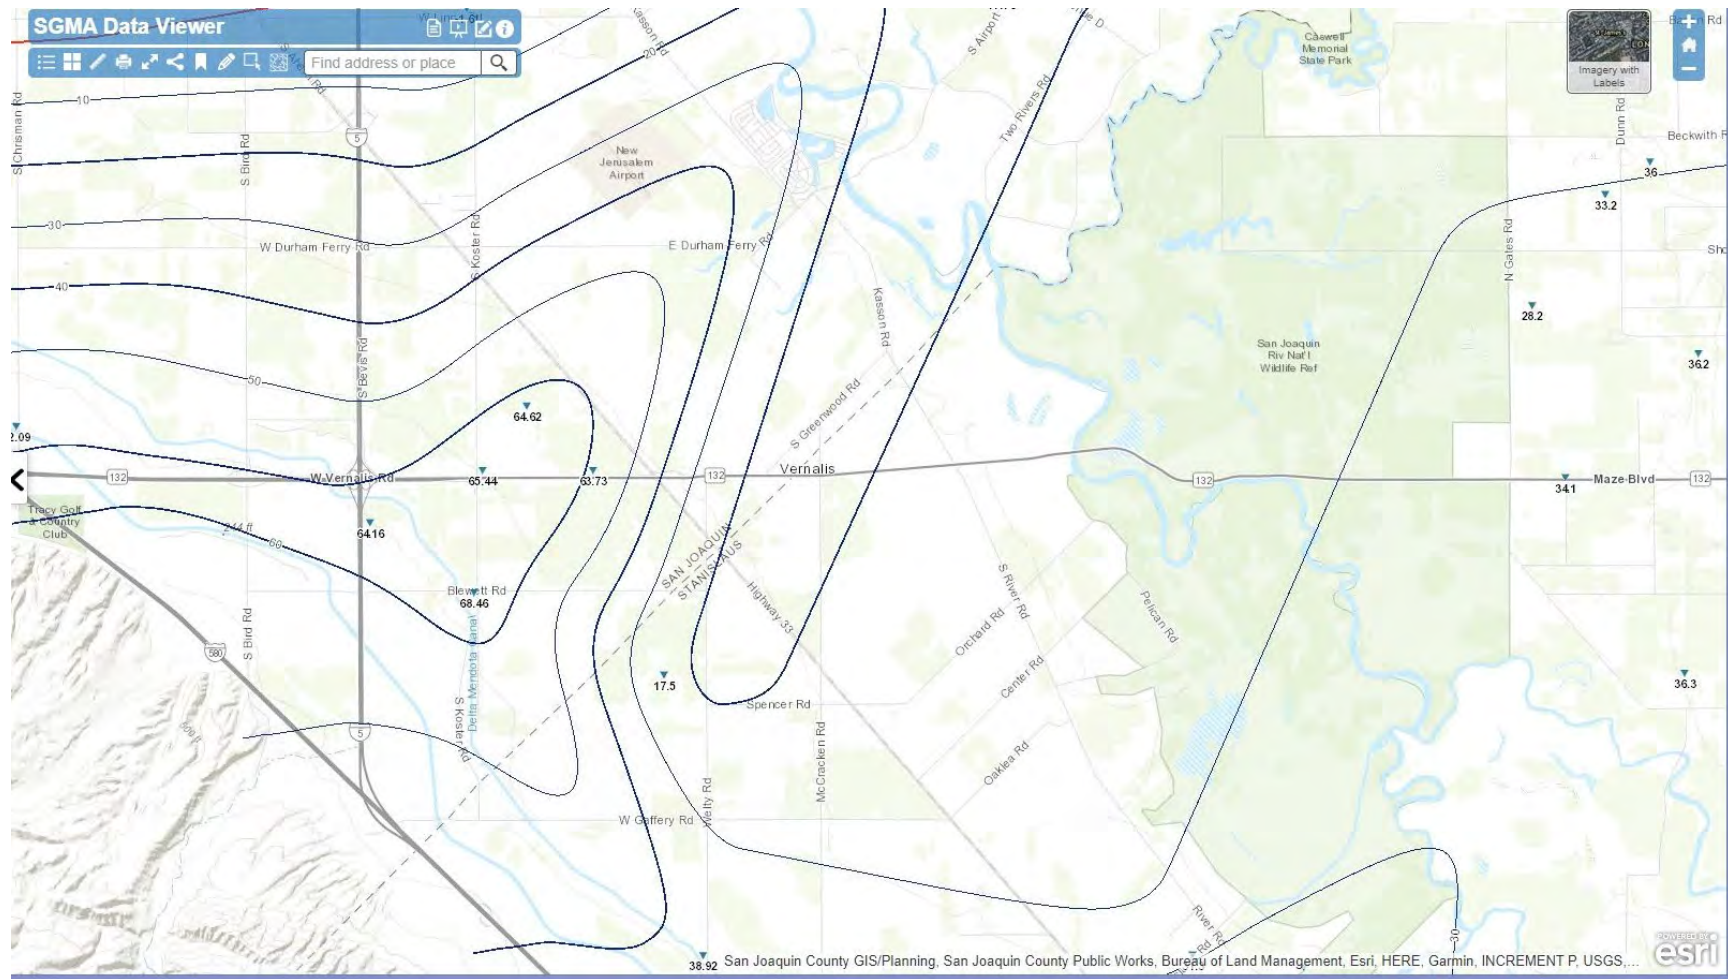 SGMA Data Viewer
Find address or place
Imagery with
Labels
Caswell
Memorial
State Park
Kasson Rd
20
S Airport
Two Rivers Rd
Dunn Rd
Beckwith R
10
5
S Chrisman Rd
S Bird Rd
New
Jerusalem
Airport
36
33.2
30
W Durham Ferry Rd
S Koster Rd
E Durham Ferry Rd
N Gates Rd
40
Kasson Rd
28.2
San Joaquin
Riv Nat'l
Wildlife Ref
36.2
S Bevis Rd
50
S Greenwood Rd
64.62
2.09
132
W Vernalis Rd
65.44
63.73
132
Vernalis
132
34.1
Maze Blvd
132
Tracy Golf
& Country
Club
214 ft
60
64.16
SAN JOAQUIN
STANISLAUS
Blewett Rd
68.46
Highway 33
S River Rd
Orchard Rd
Pelican Rd
S Bird Rd
580
Delta Mendota Canal
S Koster Rd
17.5
Center Rd
36.3
Spencer Rd
5
McCracken Rd
Oaklea Rd
Welty Rd
W Gaffery Rd
River Rd
Rd
30
38.92
San Joaquin County GIS/Planning, San Joaquin County Public Works, Bureau of Land Management, Esri, HERE, Garmin, INCREMENT P, USGS,...
POWERED BY
esri